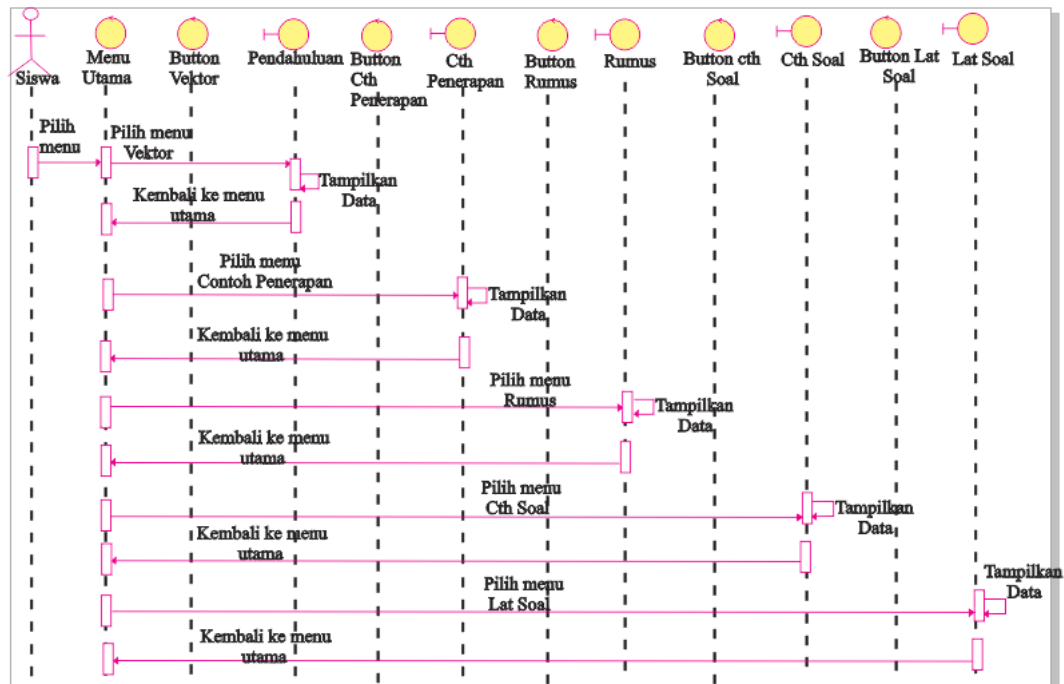 Siswa
Menu
Utama
Button
Vektor
Pendahuluan
Button
Cth
Penerapan
Cth
Penerapan
Button
Rumus
Rumus
Button cth
Soal
Cth Soal
Button Lat
Soal
Lat Soal
Pilih
menu
Pilih menu
Vektor
Tampilkan
Data
Kembali ke menu
utama
Pilih menu
Contoh Penerapan
Tampilkan
Data
Kembali ke menu
utama
Pilih menu
Rumus
Tampilkan
Data
Kembali ke menu
utama
Pilih menu
Cth Soal
Tampilkan
Data
Kembali ke menu
utama
Pilih menu
Lat Soal
Tampilkan
Data
Kembali ke menu
utama